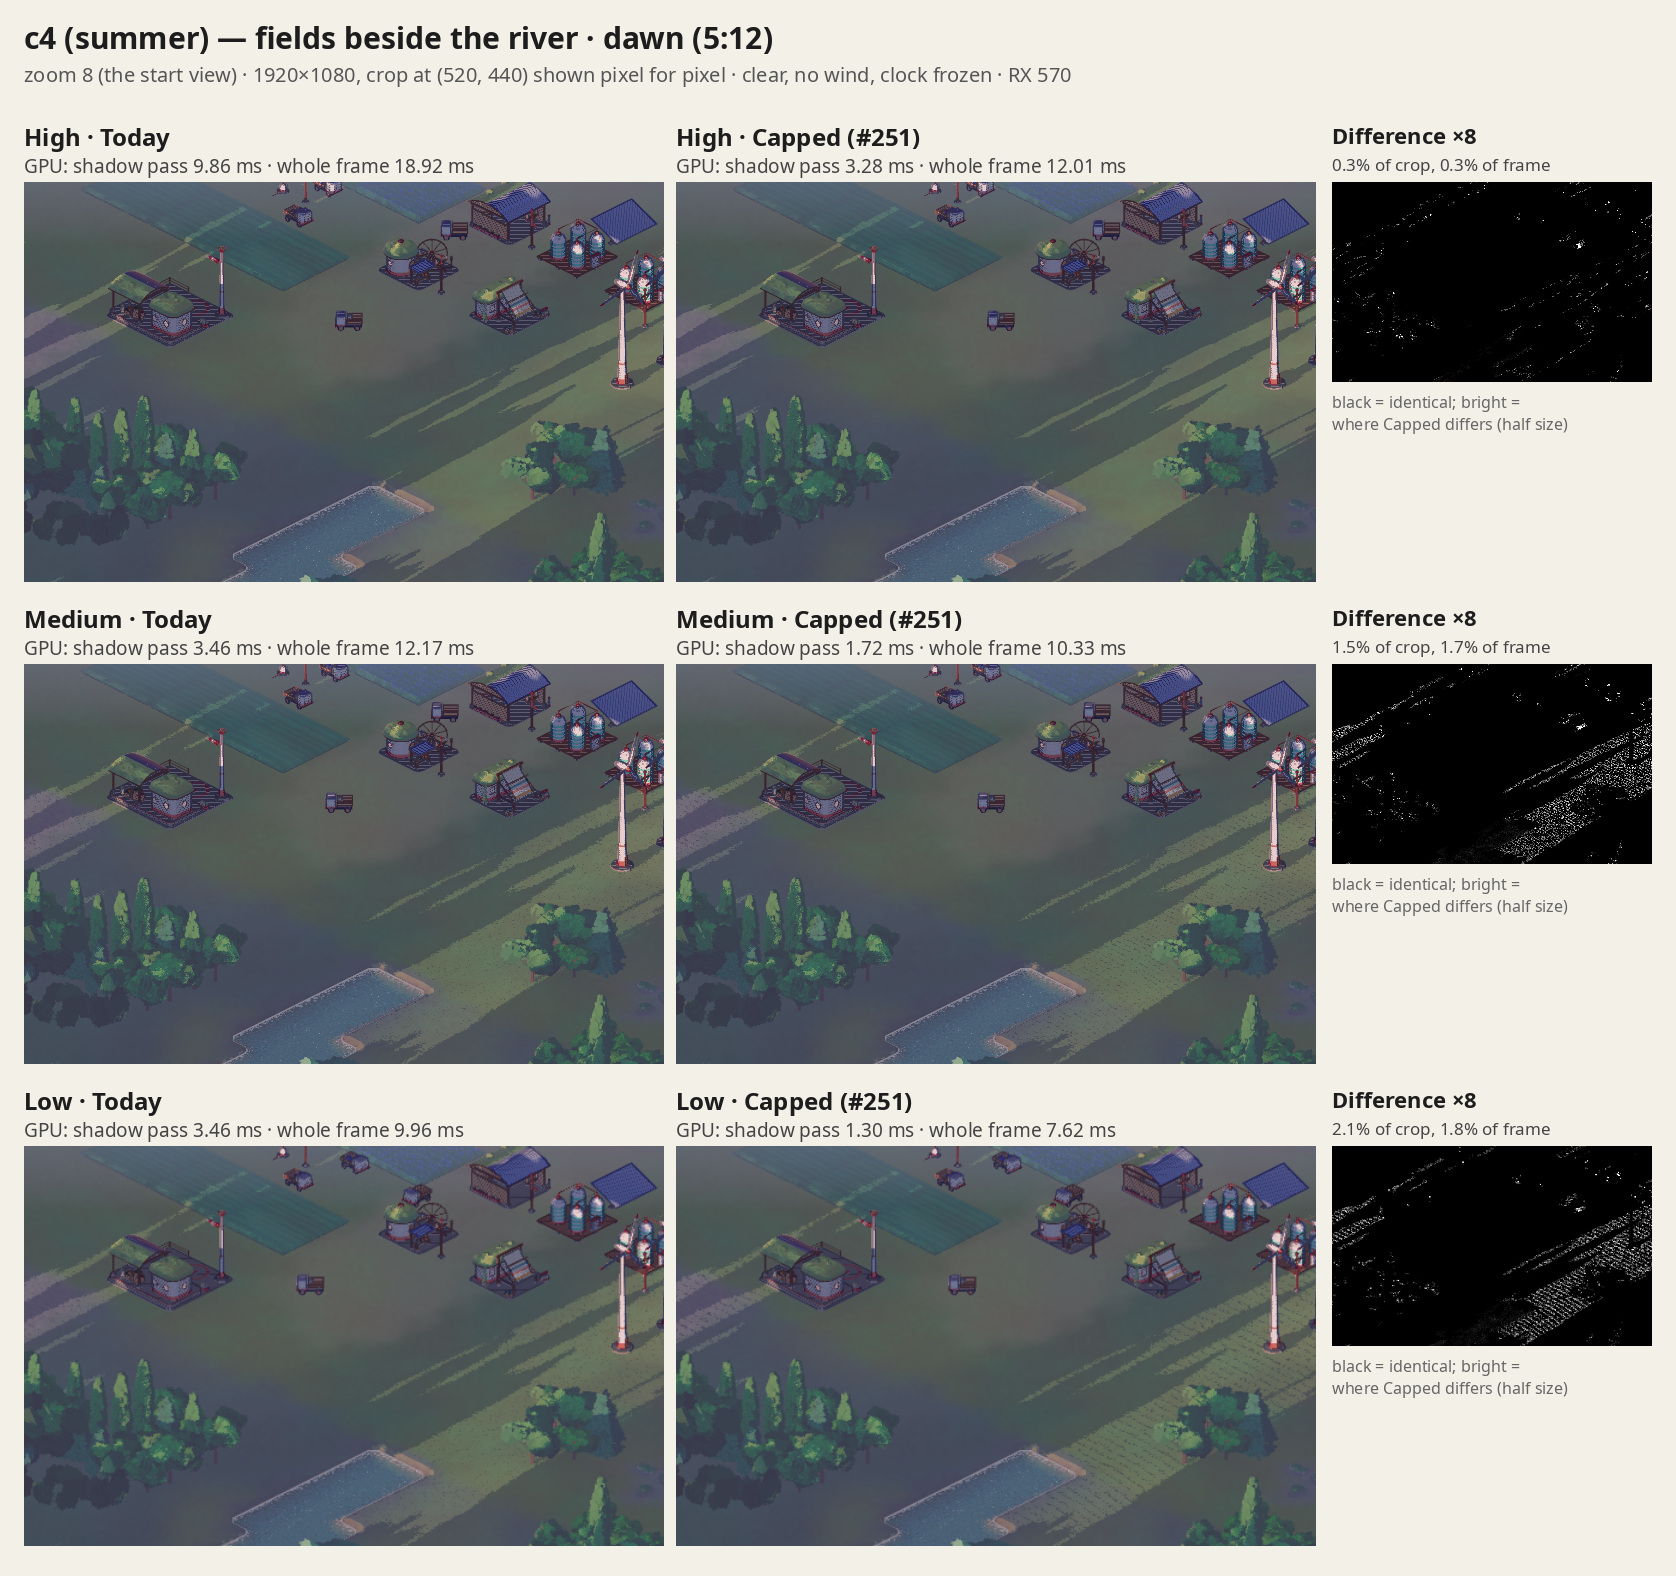 c4 (summer) — fields beside the river · dawn (5:12)
zoom 8 (the start view) · 1920×1080, crop at (520, 440) shown pixel for pixel · clear, no wind, clock frozen · RX 570
High · Today
GPU: shadow pass 9.86 ms · whole frame 18.92 ms
High · Capped (#251)
GPU: shadow pass 3.28 ms · whole frame 12.01 ms
Difference ×8
0.3% of crop, 0.3% of frame
black = identical; bright =
where Capped differs (half size)
Medium · Today
GPU: shadow pass 3.46 ms · whole frame 12.17 ms
Medium · Capped (#251)
GPU: shadow pass 1.72 ms · whole frame 10.33 ms
Difference ×8
1.5% of crop, 1.7% of frame
black = identical; bright =
where Capped differs (half size)
Low · Today
GPU: shadow pass 3.46 ms · whole frame 9.96 ms
Low · Capped (#251)
GPU: shadow pass 1.30 ms · whole frame 7.62 ms
Difference ×8
2.1% of crop, 1.8% of frame
black = identical; bright =
where Capped differs (half size)